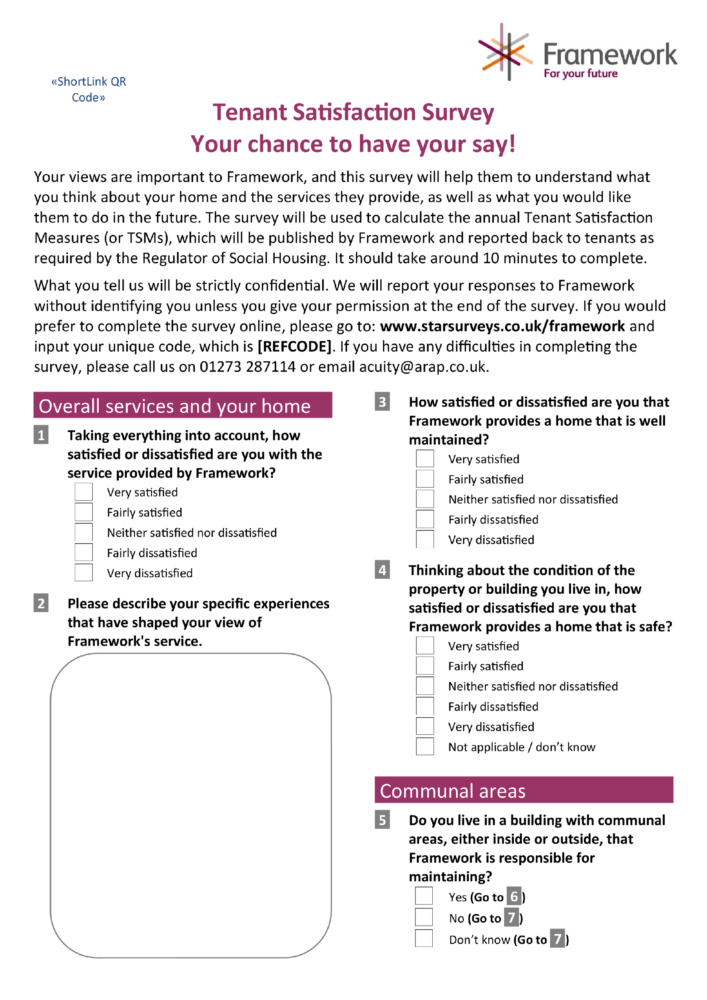 Framework
For your future
«ShortLink QR
Code»
Tenant Satisfaction Survey
Your chance to have your say!
Your views are important to Framework, and this survey will help them to understand what
you think about your home and the services they provide, as well as what you would like
them to do in the future. The survey will be used to calculate the annual Tenant Satisfaction
Measures (or TSMs), which will be published by Framework and reported back to tenants as
required by the Regulator of Social Housing. It should take around 10 minutes to complete.
What you tell us will be strictly confidential. We will report your responses to Framework
without identifying you unless you give your permission at the end of the survey. If you would
prefer to complete the survey online, please go to: www.starsurveys.co.uk/framework and
input your unique code, which is [REFCODE]. If you have any difficulties in completing the
survey, please call us on 01273 287114 or email acuity@arap.co.uk.
Overall services and your home
1 Taking everything into account, how
satisfied or dissatisfied are you with the
service provided by Framework?
Very satisfied
Fairly satisfied
Neither satisfied nor dissatisfied
Fairly dissatisfied
Very dissatisfied
2 Please describe your specific experiences
that have shaped your view of
Framework's service.
3 How satisfied or dissatisfied are you that
Framework provides a home that is well
maintained?
Very satisfied
Fairly satisfied
Neither satisfied nor dissatisfied
Fairly dissatisfied
Very dissatisfied
4 Thinking about the condition of the
property or building you live in, how
satisfied or dissatisfied are you that
Framework provides a home that is safe?
Very satisfied
Fairly satisfied
Neither satisfied nor dissatisfied
Fairly dissatisfied
Very dissatisfied
Not applicable / don’t know
Communal areas
5 Do you live in a building with communal
areas, either inside or outside, that
Framework is responsible for
maintaining?
Yes (Go to 6 )
No (Go to 7 )
Don’t know (Go to 7 )